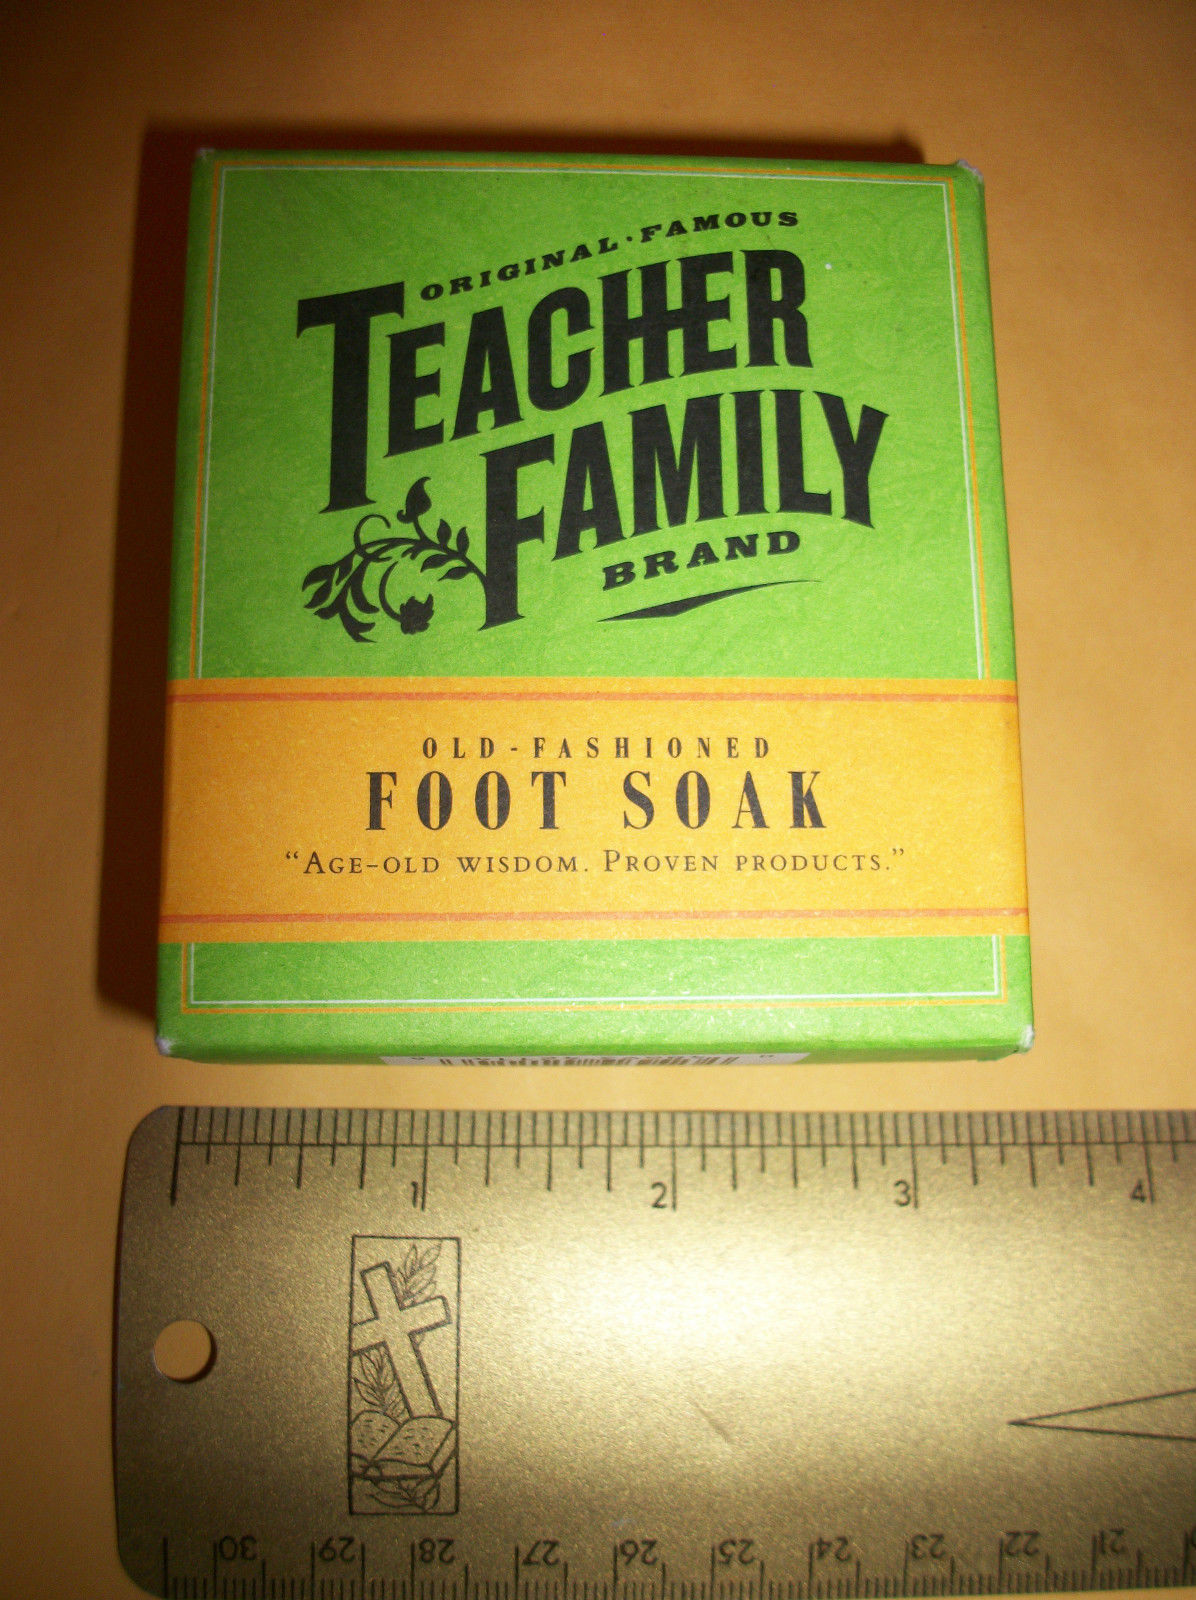 ORIGINAL · FAMOUS
TEACHER
FAMILY
BRAND
OLD-FASHIONED
FOOT SOAK
“AGE-OLD WISDOM. PROVEN PRODUCTS.”
1 2 3 4
30 29 28 27 26 25 24 23 22 21